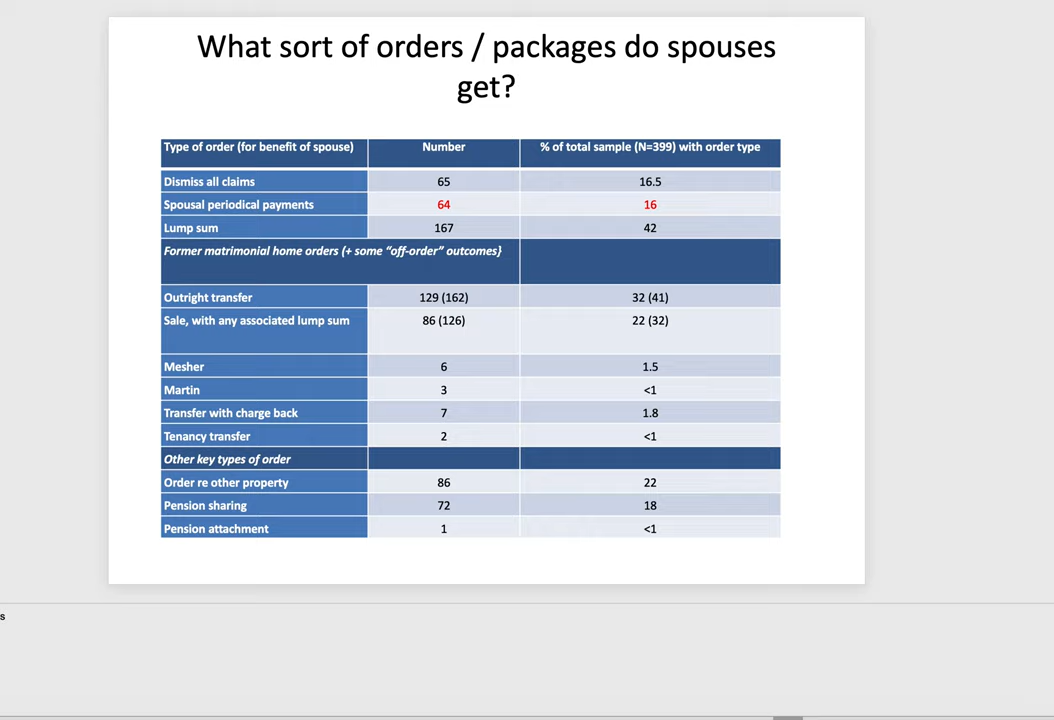 What sort of orders / packages do spouses
get?
Type of order (for benefit of spouse) Number % of total sample (N=399) with order type
Dismiss all claims 65 16.5
Spousal periodical payments 64 16
Lump sum 167 42
Former matrimonial home orders (+ some “off-order” outcomes}
Outright transfer 129 (162) 32 (41)
Sale, with any associated lump sum 86 (126) 22 (32)
Mesher 6 1.5
Martin 3 <1
Transfer with charge back 7 1.8
Tenancy transfer 2 <1
Other key types of order
Order re other property 86 22
Pension sharing 72 18
Pension attachment 1 <1
s